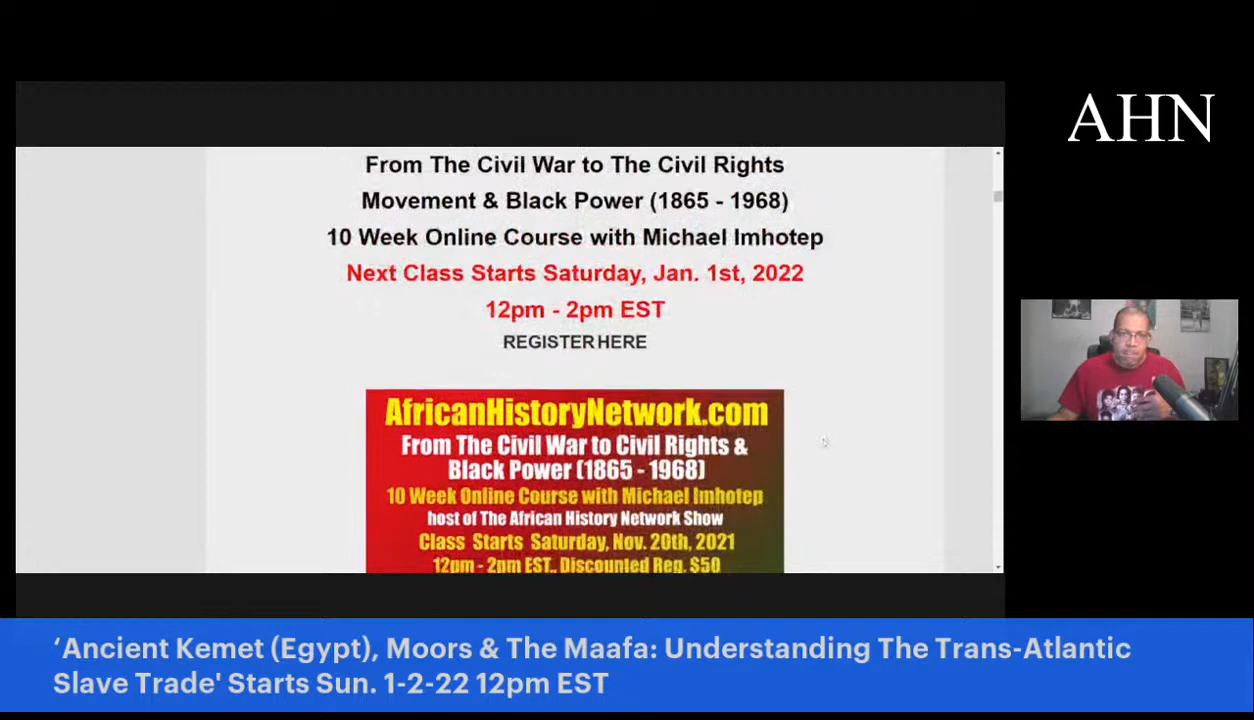 AHN
From The Civil War to The Civil Rights
Movement & Black Power (1865 - 1968)
10 Week Online Course with Michael Imhotep
Next Class Starts Saturday, Jan. 1st, 2022
12pm - 2pm EST
REGISTER HERE
AfricanHistoryNetwork.com
From The Civil War to Civil Rights &
Black Power (1865 - 1968)
10 Week Online Course with Michael Imhotep
host of The African History Network Show
Class Starts Saturday, Nov. 20th, 2021
12pm - 2pm EST., Discounted Reg. $50
‘Ancient Kemet (Egypt), Moors & The Maafa: Understanding The Trans-Atlantic
Slave Trade' Starts Sun. 1-2-22 12pm EST